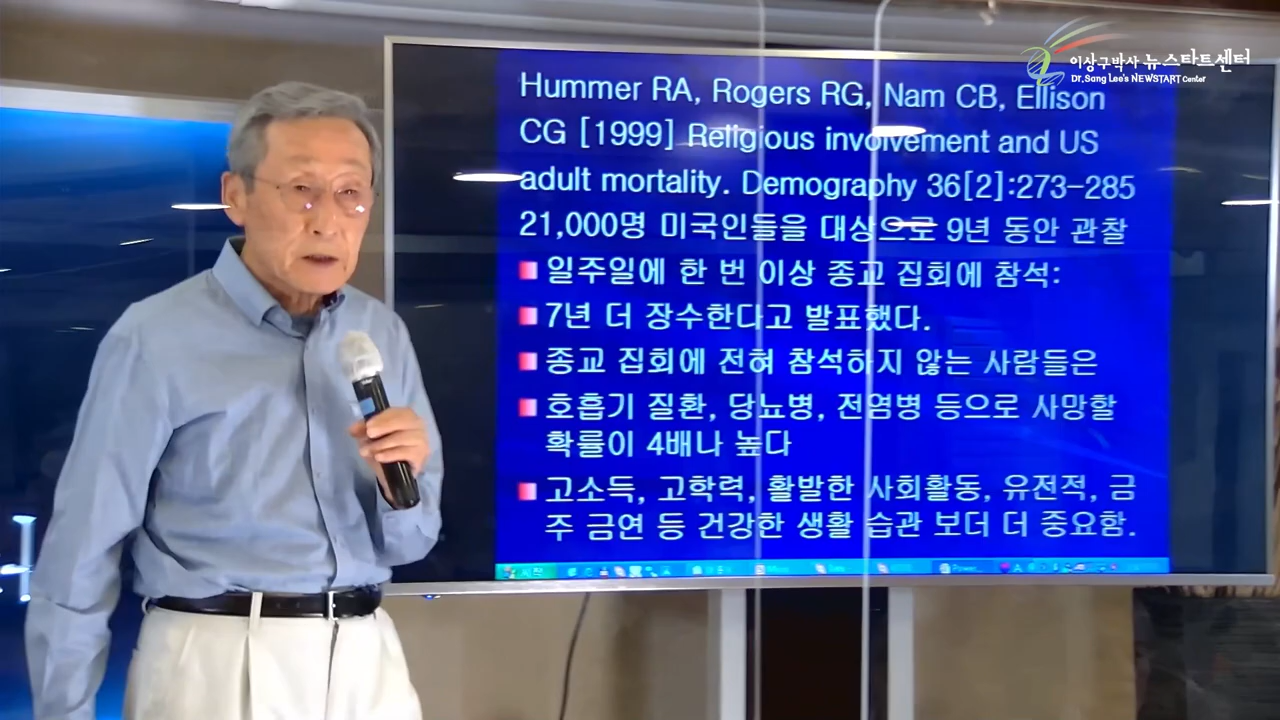 이상구박사 뉴스타트센터
Dr. Sang Lee's NEWSTART Center
Hummer RA, Rogers RG, Nam CB, Ellison
CG [1999] Religious involvement and US
adult mortality. Demography 36[2]:273-285
21,000명 미국인들을 대상으로 9년 동안 관찰
일주일에 한 번 이상 종교 집회에 참석:
7년 더 장수한다고 발표했다.
종교 집회에 전혀 참석하지 않는 사람들은
호흡기 질환, 당뇨병, 전염병 등으로 사망할
확률이 4배나 높다
고소득, 고학력, 활발한 사회활동, 유전적, 금
주 금연 등 건강한 생활 습관 보더 더 중요함.
시작